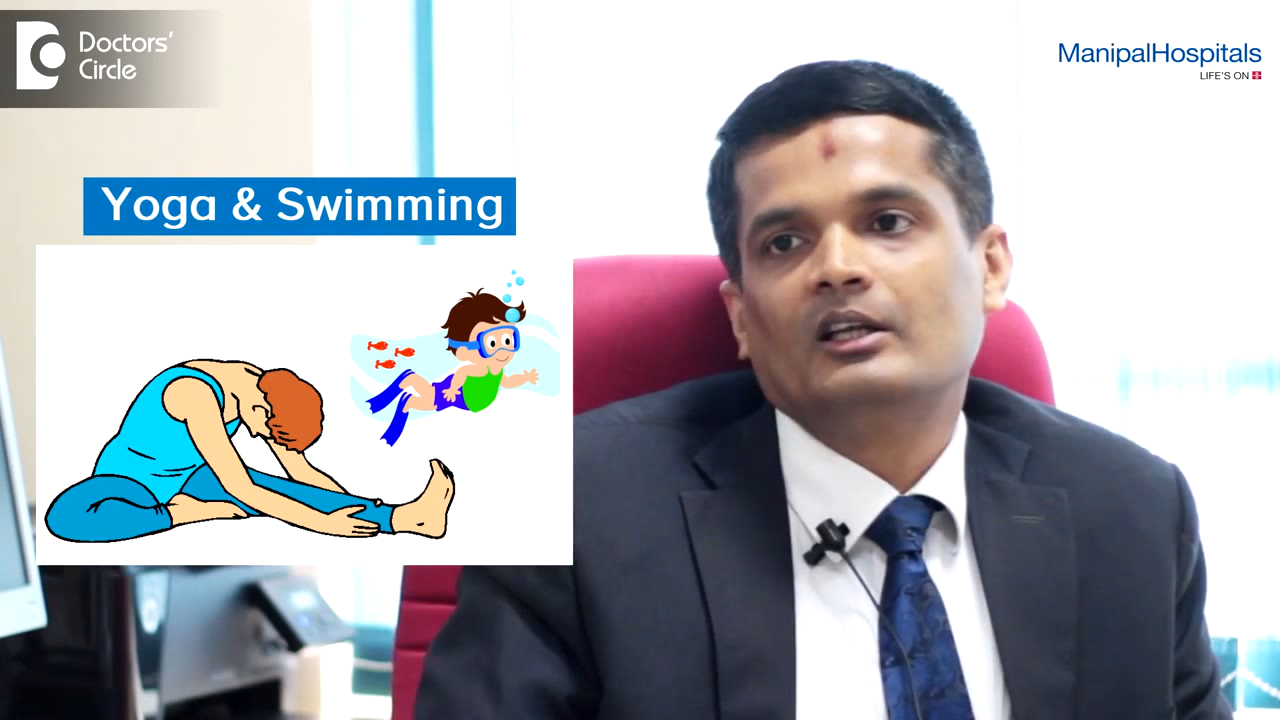 Doctors'
Circle
ManipalHospitals
LIFE'S ON
Yoga & Swimming